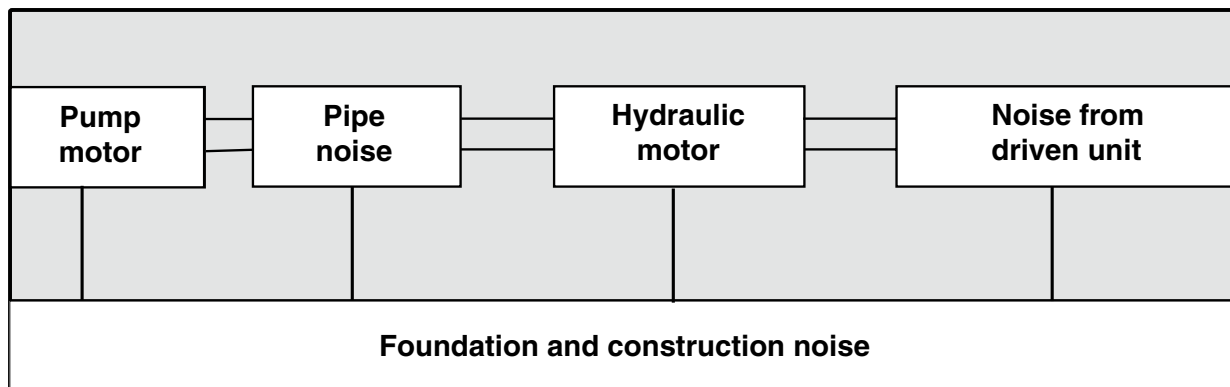 Pump
motor
Pipe
noise
Hydraulic
motor
Noise from
driven unit
Foundation and construction noise